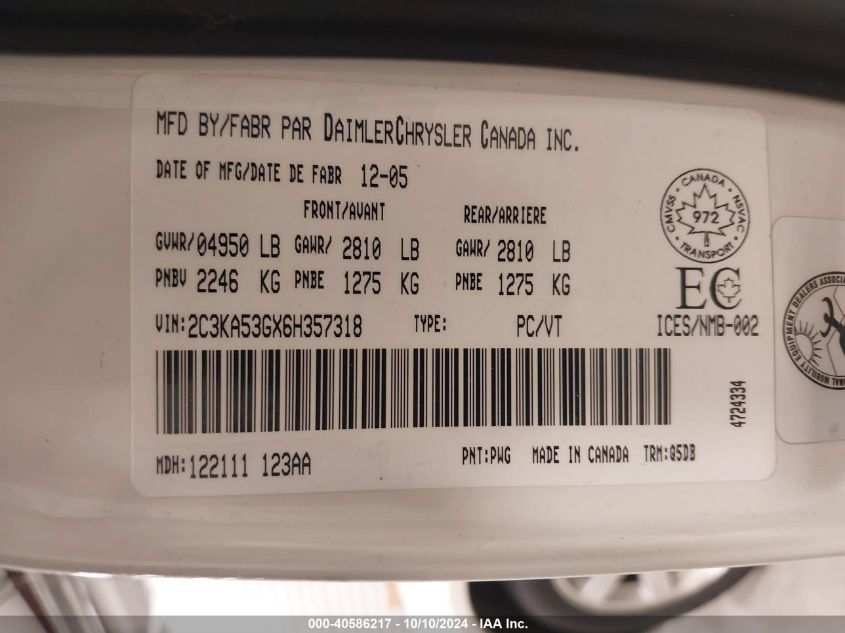 MFD BY/FABR PAR DAIMLERCHRYSLER CANADA INC.
DATE OF MFG/DATE DE FABR 12-05
FRONT/AVANT REAR/ARRIERE
GVWR/04950 LB GAWR/ 2810 LB GAWR/ 2810 LB
PNBV 2246 KG PNBE 1275 KG PNBE 1275 KG
VIN:2C3KA53GX6H357318 TYPE: PC/VT
CANADA
CMVSS NSVAC
972
TRANSPORT
EC
ICES/NMB-002
4724334
MDH:122111 123AA PNT:PWG MADE IN CANADA TRM:Q5DB
MOBILITY EQUIPMENT DEALERS
000-40586217 - 10/10/2024 - IAA Inc.